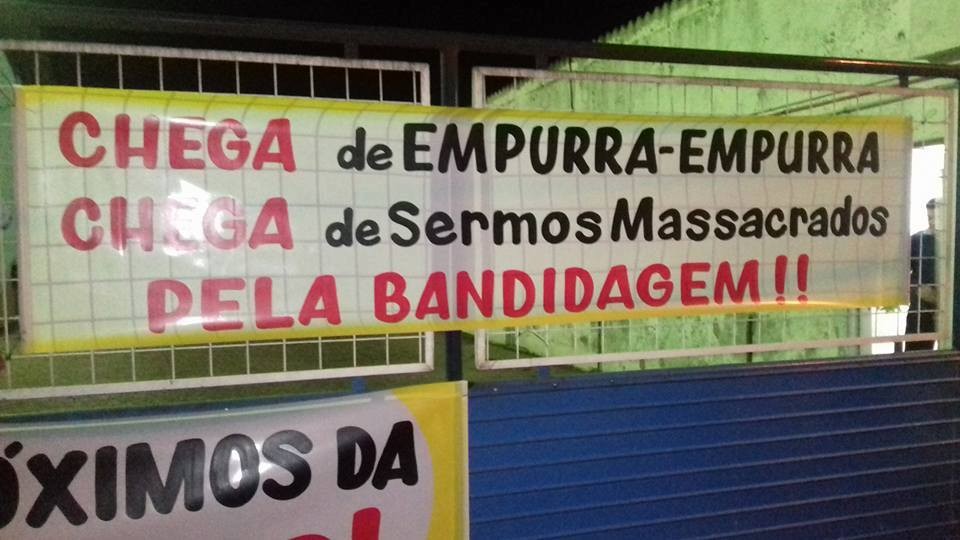 CHEGA de EMPURRA-EMPURRA
CHEGA de Sermos Massacrados
PELA BANDIDAGEM!!
ÓXIMOS DA